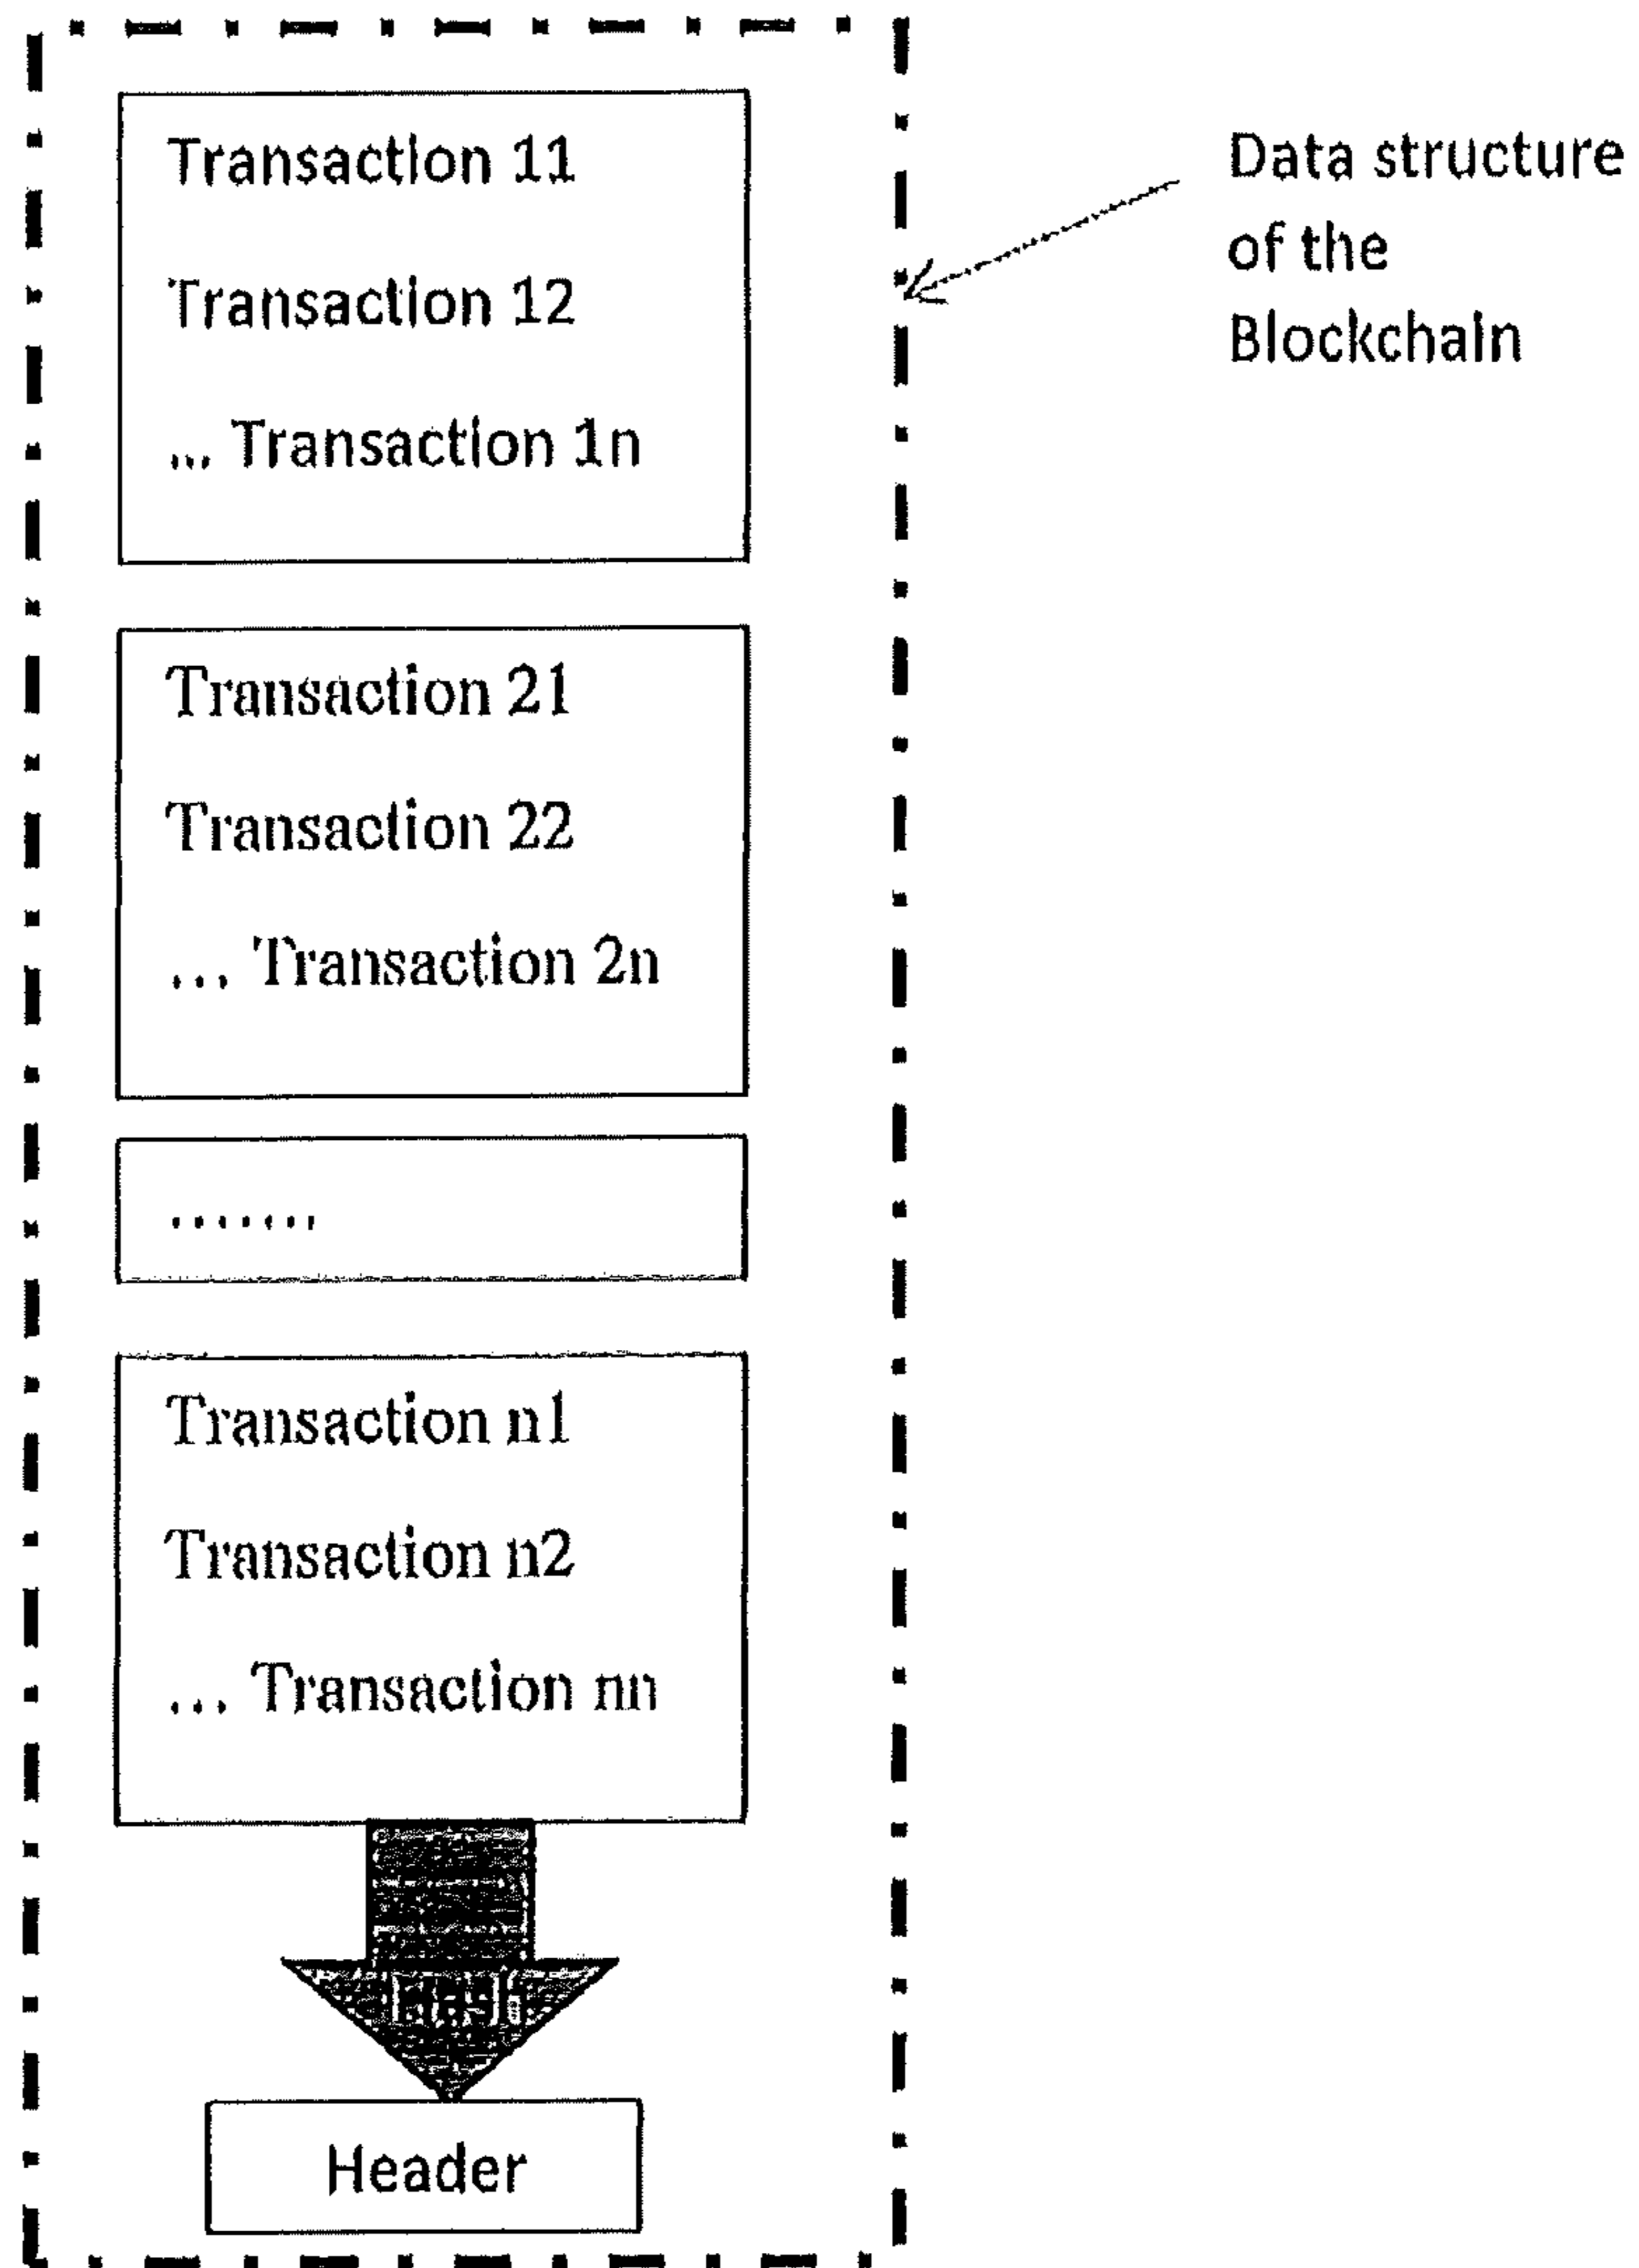 Transaction 11
Transaction 12
... Transaction 1n
Transaction 21
Transaction 22
... Transaction 2n
.......
Transaction n1
Transaction n2
... Transaction nn
Header
Data structure
of the
Blockchain